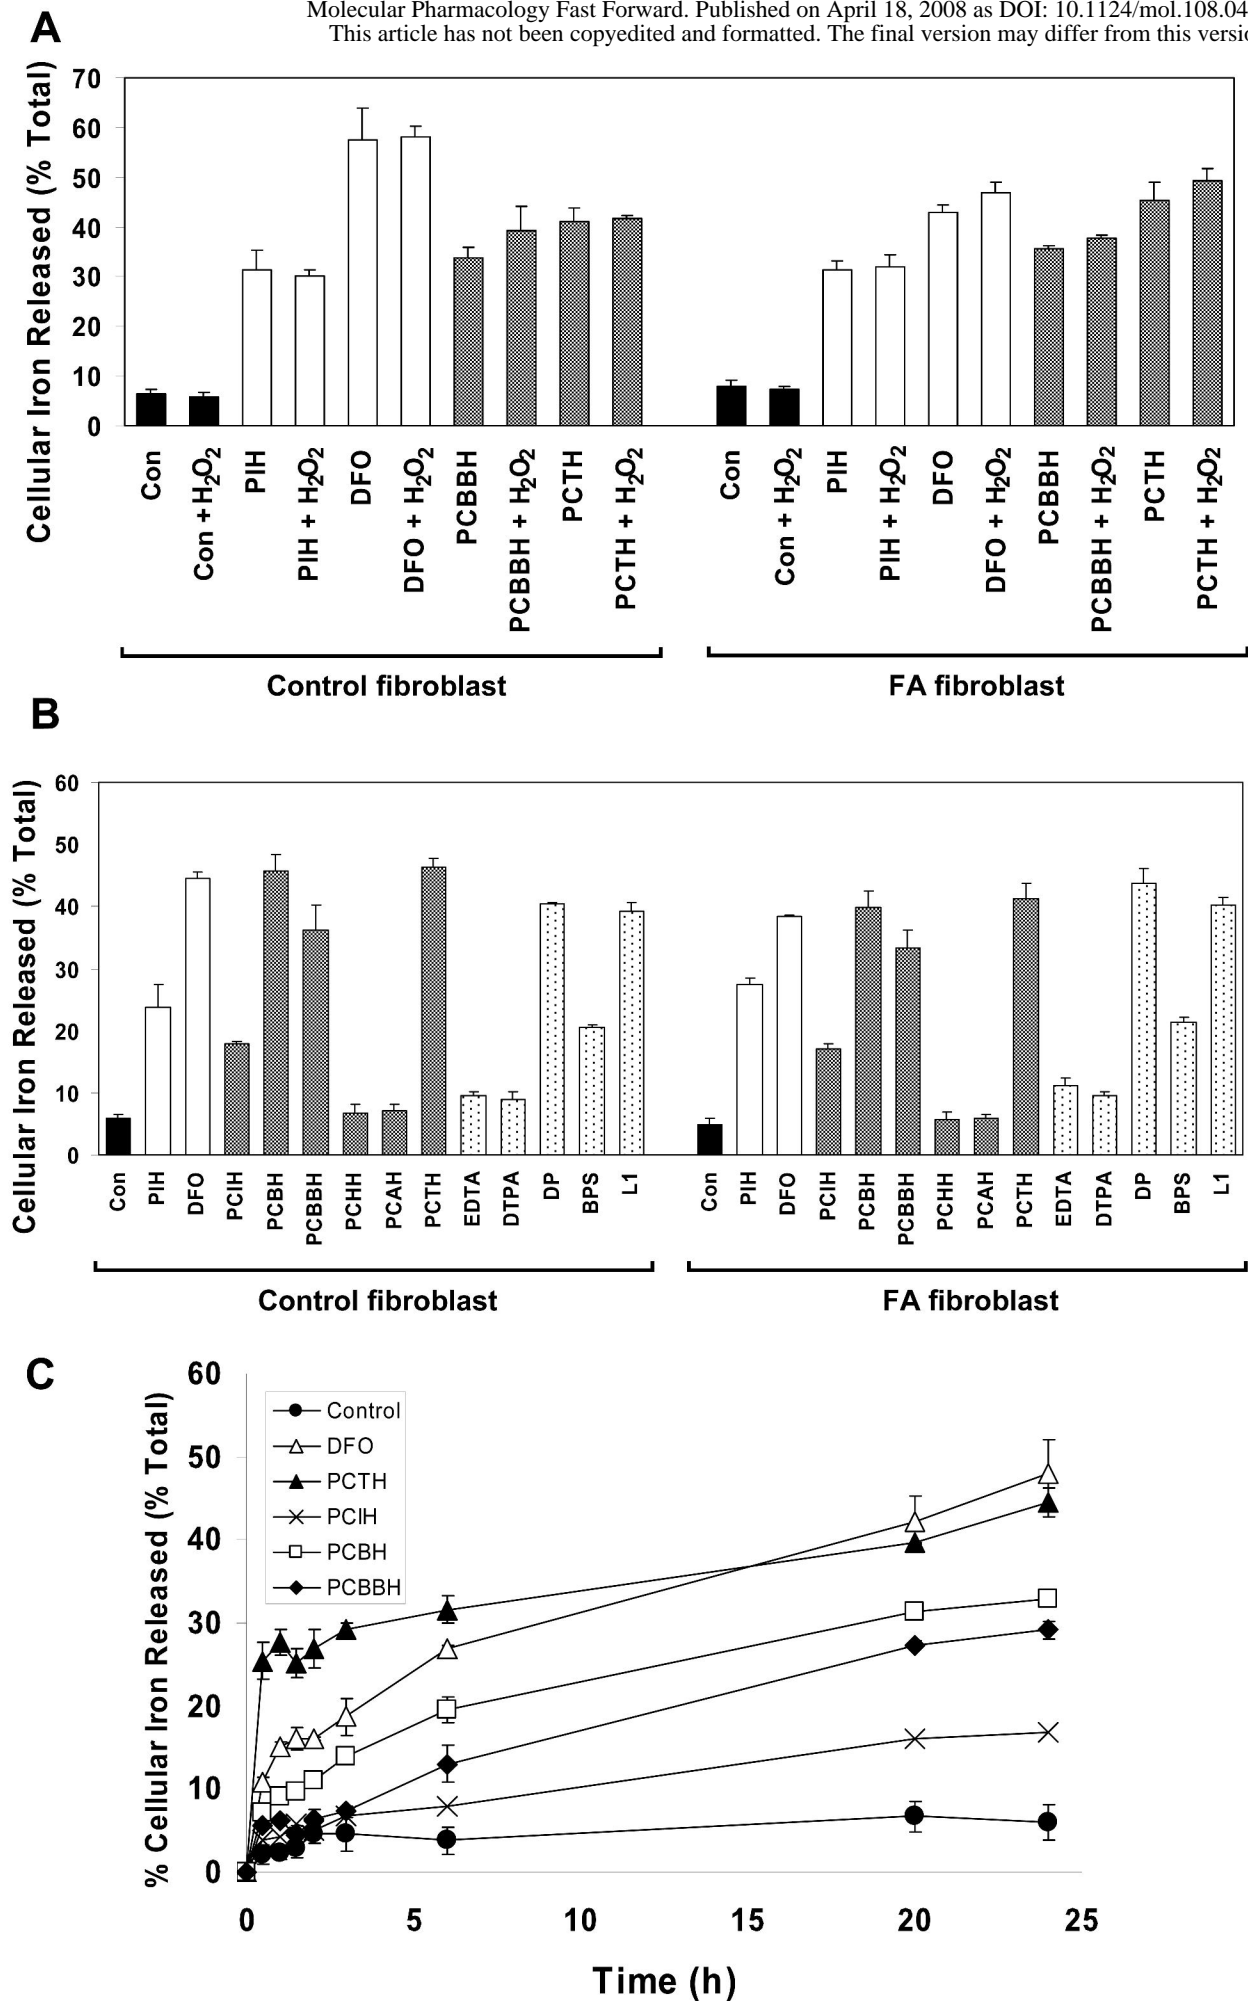 Molecular Pharmacology Fast Forward. Published on April 18, 2008 as DOI: 10.1124/mol.108.04
This article has not been copyedited and formatted. The final version may differ from this versio
A
Cellular Iron Released (% Total)
70
60
50
40
30
20
10
0
Con
Con + H2O2
PIH
PIH + H2O2
DFO
DFO + H2O2
PCBBH
PCBBH + H2O2
PCTH
PCTH + H2O2
Con
Con + H2O2
PIH
PIH + H2O2
DFO
DFO + H2O2
PCBBH
PCBBH + H2O2
PCTH
PCTH + H2O2
Control fibroblast
FA fibroblast
B
Cellular Iron Released (% Total)
60
50
40
30
20
10
0
Con
PIH
DFO
PCIH
PCBH
PCBBH
PCHH
PCAH
PCTH
EDTA
DTPA
DP
BPS
L1
Con
PIH
DFO
PCIH
PCBH
PCBBH
PCHH
PCAH
PCTH
EDTA
DTPA
DP
BPS
L1
Control fibroblast
FA fibroblast
C
% Cellular Iron Released (% Total)
60
50
40
30
20
10
0
Control
DFO
PCTH
PCIH
PCBH
PCBBH
0
5
10
15
20
25
Time (h)